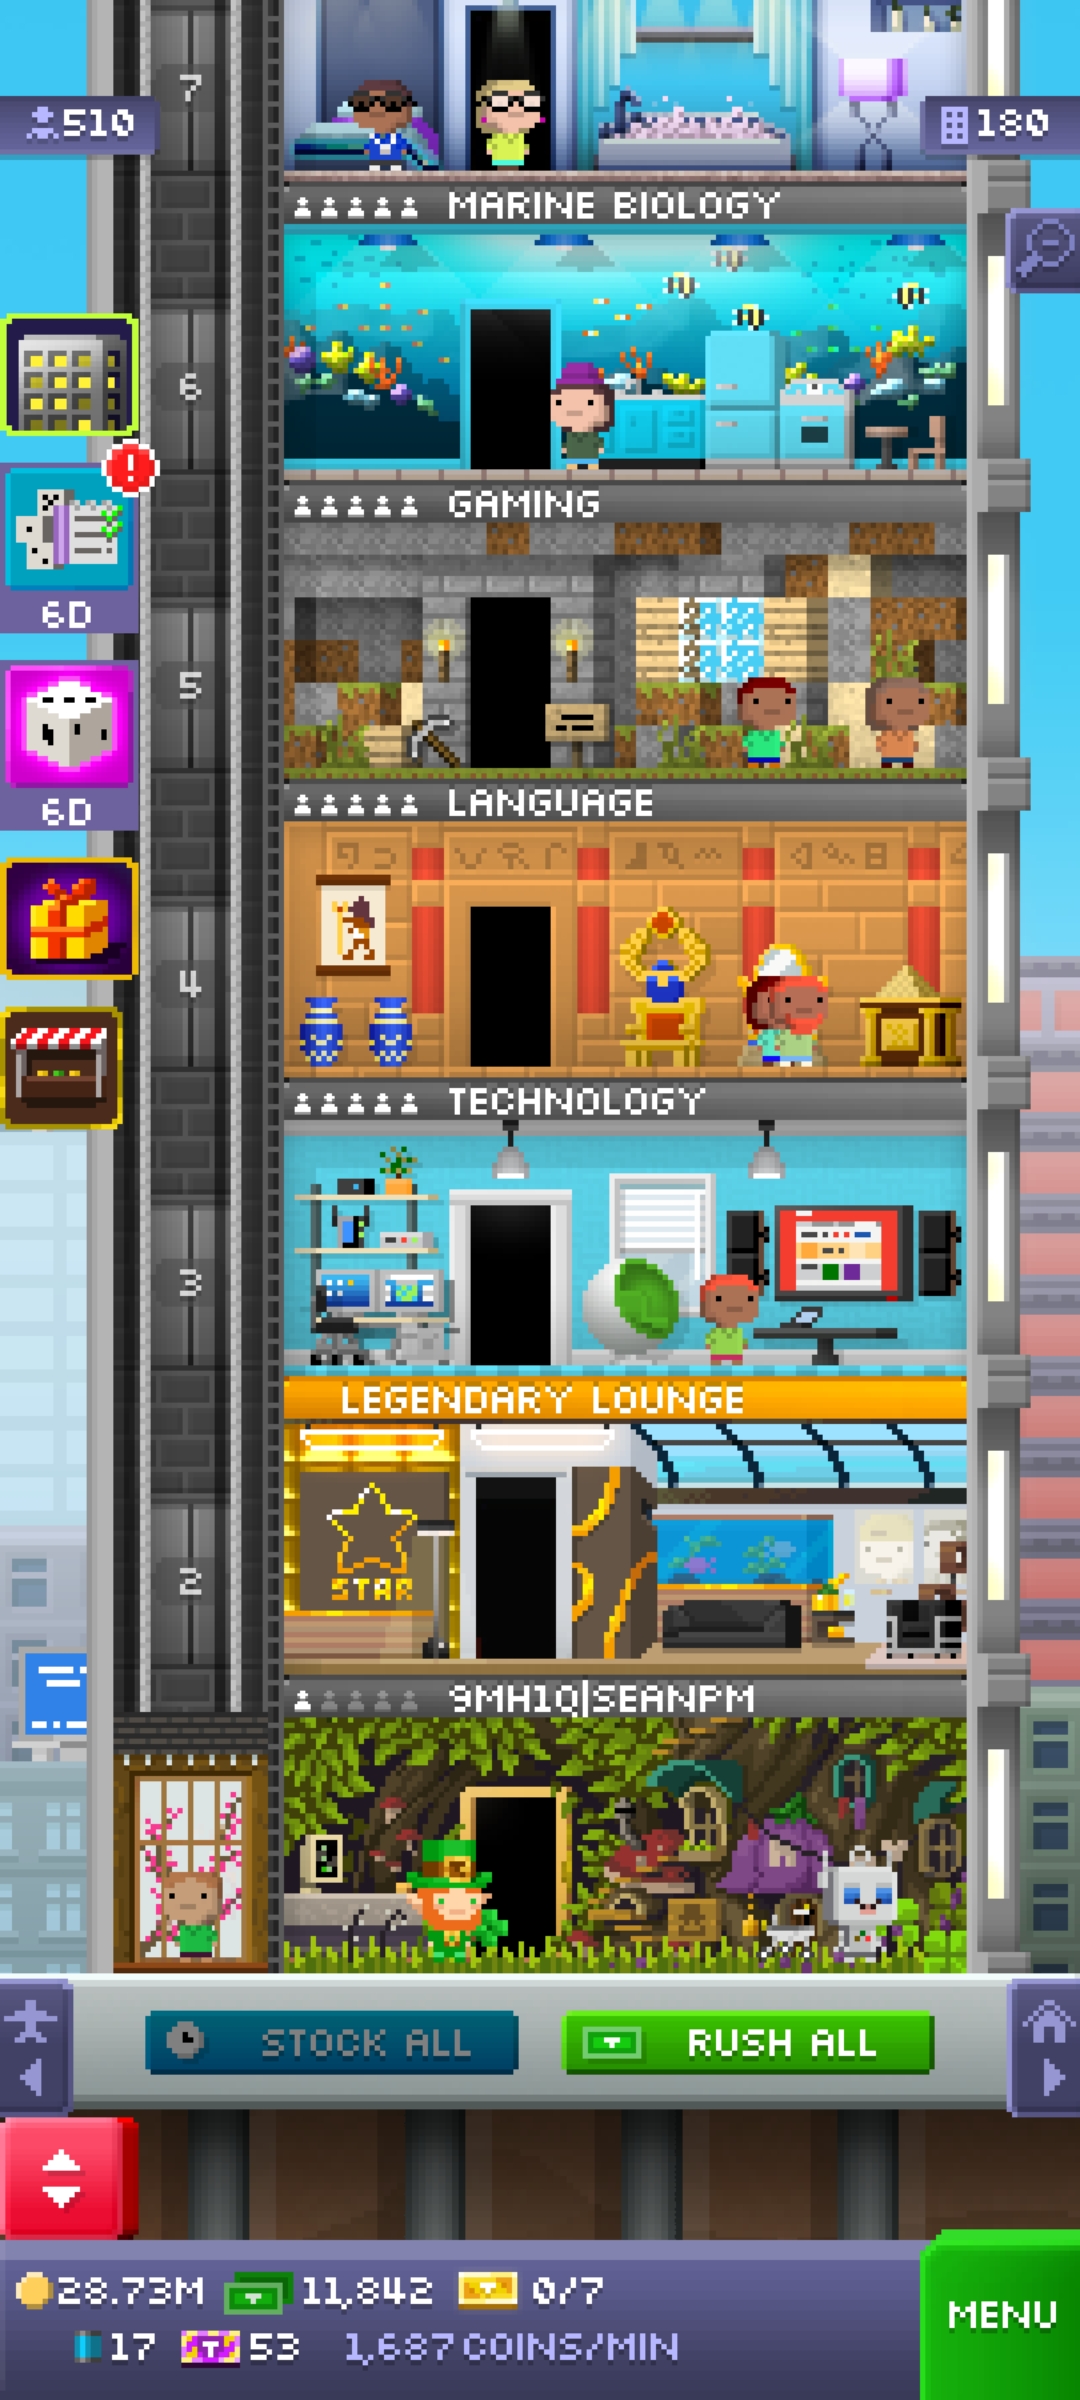 7
510
180
MARINE BIOLOGY
6
GAMING
6D
5
6D
LANGUAGE
4
TECHNOLOGY
3
LEGENDARY LOUNGE
STAR
2
9MH1Q|SEANPM
STOCK ALL
RUSH ALL
28.73M 11,842 0/7
MENU
17 53 1,687 COINS/MIN